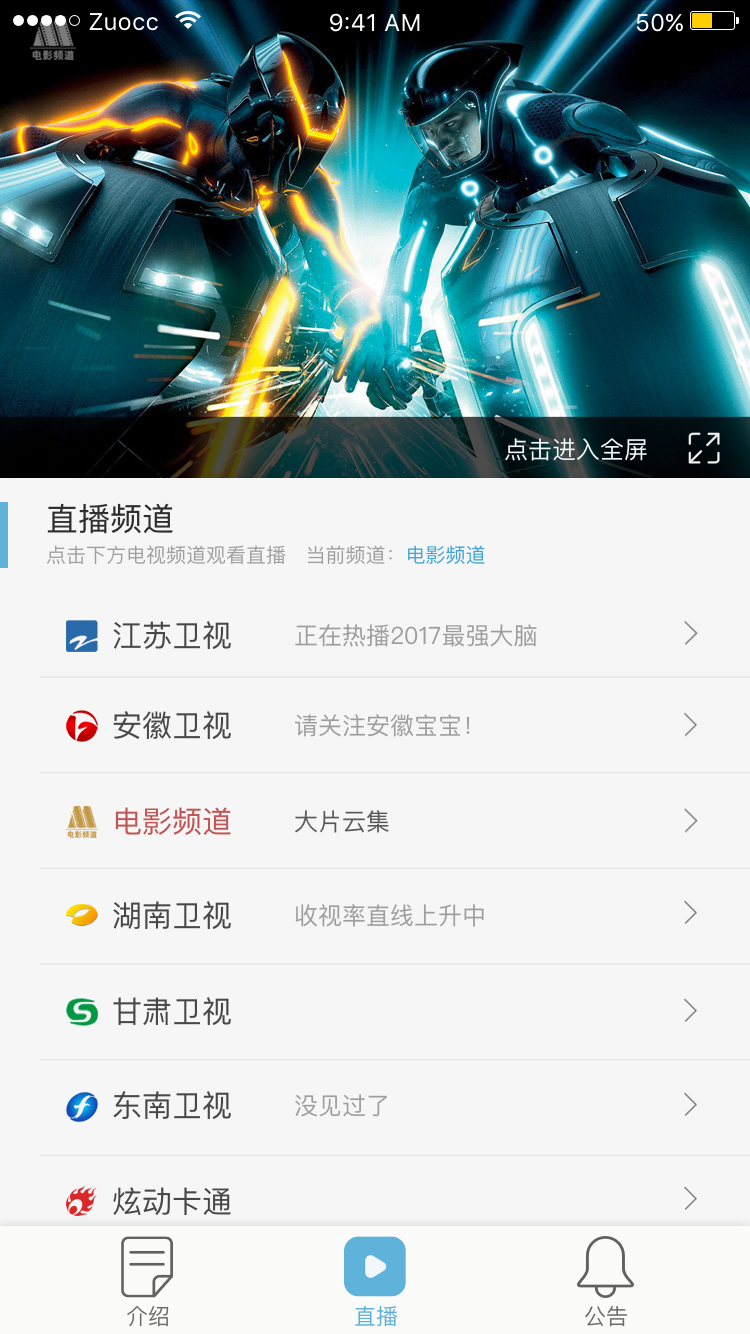 Zuocc 9:41 AM 50%
电影频道
点击进入全屏
直播频道
点击下方电视频道观看直播 当前频道：电影频道
江苏卫视 正在热播2017最强大脑
安徽卫视 请关注安徽宝宝！
电影频道 电影频道 大片云集
湖南卫视 收视率直线上升中
甘肃卫视
东南卫视 没见过了
炫动卡通
介绍 直播 公告